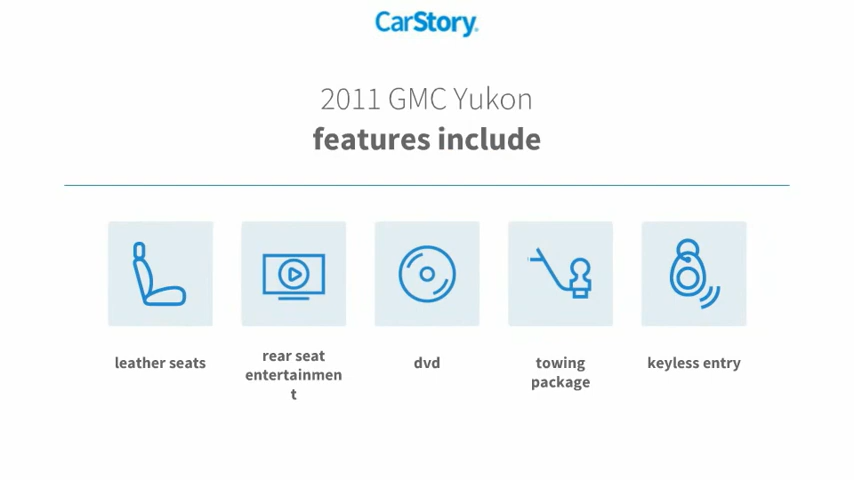 CarStory.
2011 GMC Yukon
features include
leather seats
rear seat
entertainmen
t
dvd
towing
package
keyless entry